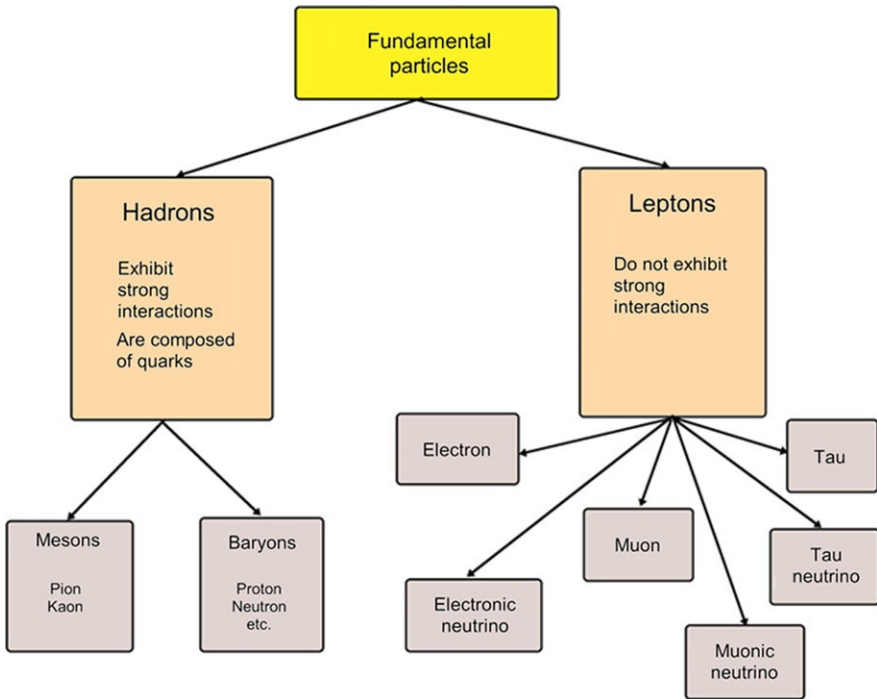 Fundamental
particles
Hadrons
Exhibit
strong
interactions
Are composed
of quarks
Leptons
Do not exhibit
strong
interactions
Mesons
Pion
Kaon
Baryons
Proton
Neutron
etc.
Electron
Electronic
neutrino
Muon
Muonic
neutrino
Tau
neutrino
Tau